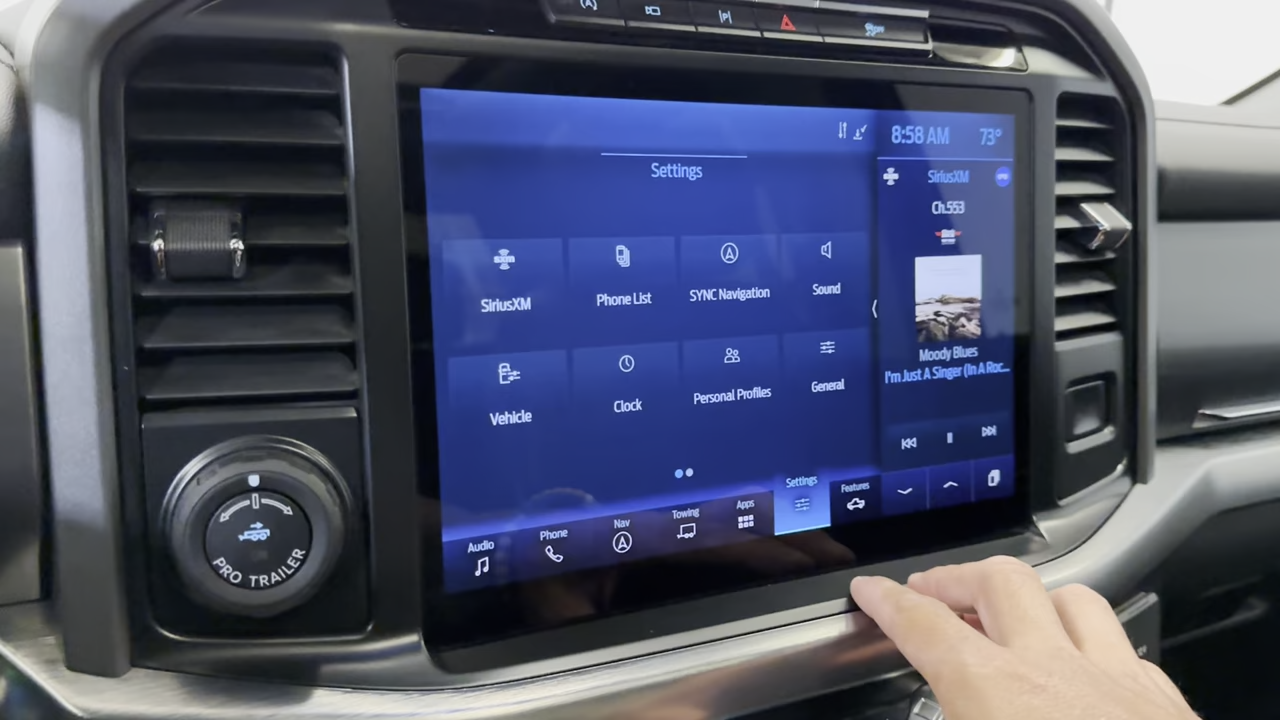 8:58 AM 73°
Settings
SiriusXM
Ch.553
SXM
SiriusXM
Phone List
SYNC Navigation
Sound
Vehicle
Clock
Personal Profiles
General
Moody Blues
I'm Just A Singer (In A Roc...
Audio
Phone
Nav
Towing
Apps
Settings
Features
PRO TRAILER